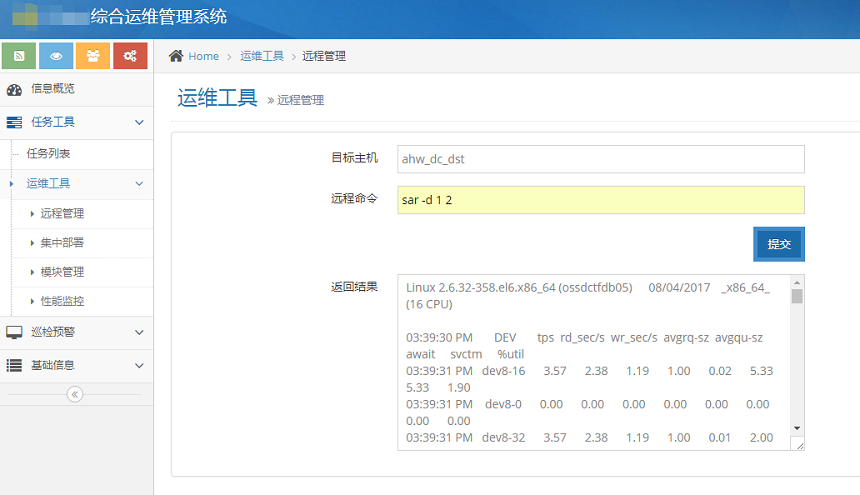 综合运维管理系统
Home > 运维工具 > 远程管理
信息概览
任务工具
任务列表
运维工具
远程管理
集中部署
模块管理
性能监控
巡检预警
基础信息
运维工具 » 远程管理
目标主机 ahw_dc_dst
远程命令 sar -d 1 2
提交
返回结果
Linux 2.6.32-358.el6.x86_64 (ossdctfdb05) 08/04/2017 _x86_64_
(16 CPU)
03:39:30 PM DEV tps rd_sec/s wr_sec/s avgrq-sz avgqu-sz
await svctm %util
03:39:31 PM dev8-16 3.57 2.38 1.19 1.00 0.02 5.33
5.33 1.90
03:39:31 PM dev8-0 0.00 0.00 0.00 0.00 0.00 0.00
0.00 0.00
03:39:31 PM dev8-32 3.57 2.38 1.19 1.00 0.01 2.00